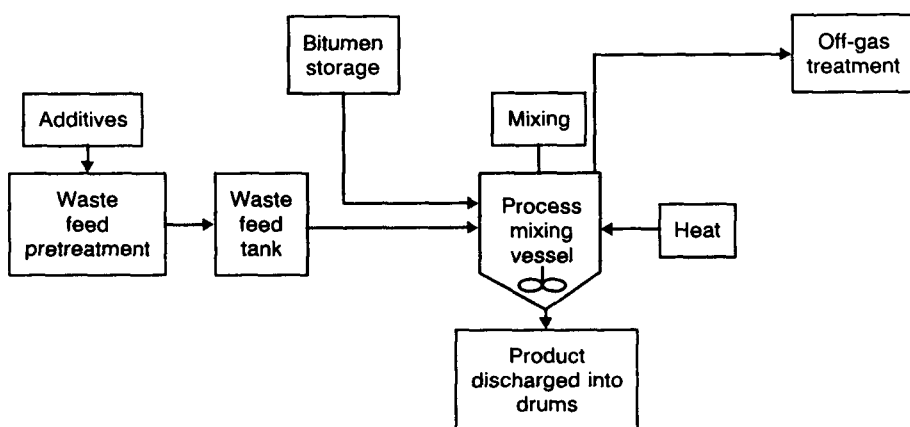 Bitumen
storage
Off-gas
treatment
Additives
Mixing
Waste
feed
pretreatment
Waste
feed
tank
Process
mixing
vessel
Heat
Product
discharged into
drums